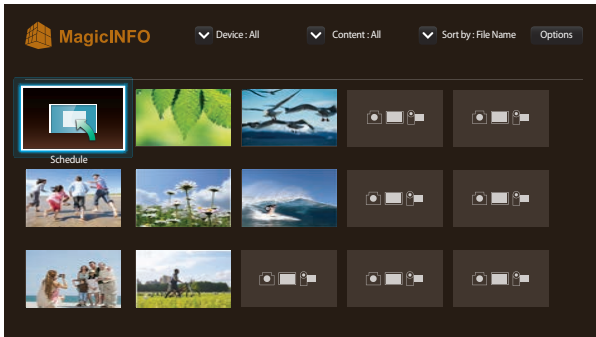 MagicINFO
Device : All
Content : All
Sort by : File Name
Options
Schedule